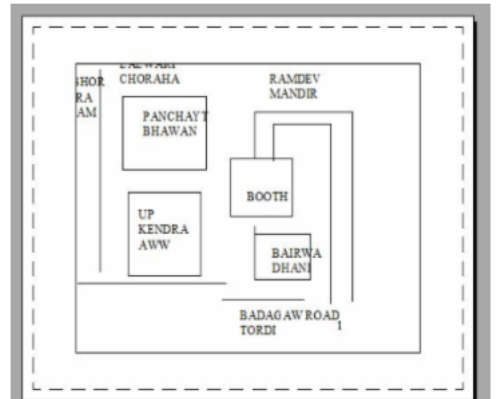 CHORAHA
RAMDEV
MANDIR
RA
AM
PANCHAYT
BHAWAN
BOOTH
UP
KENDRA
AWW
BAIRWA
DHANI
BADAGAW ROAD
TORDI
1